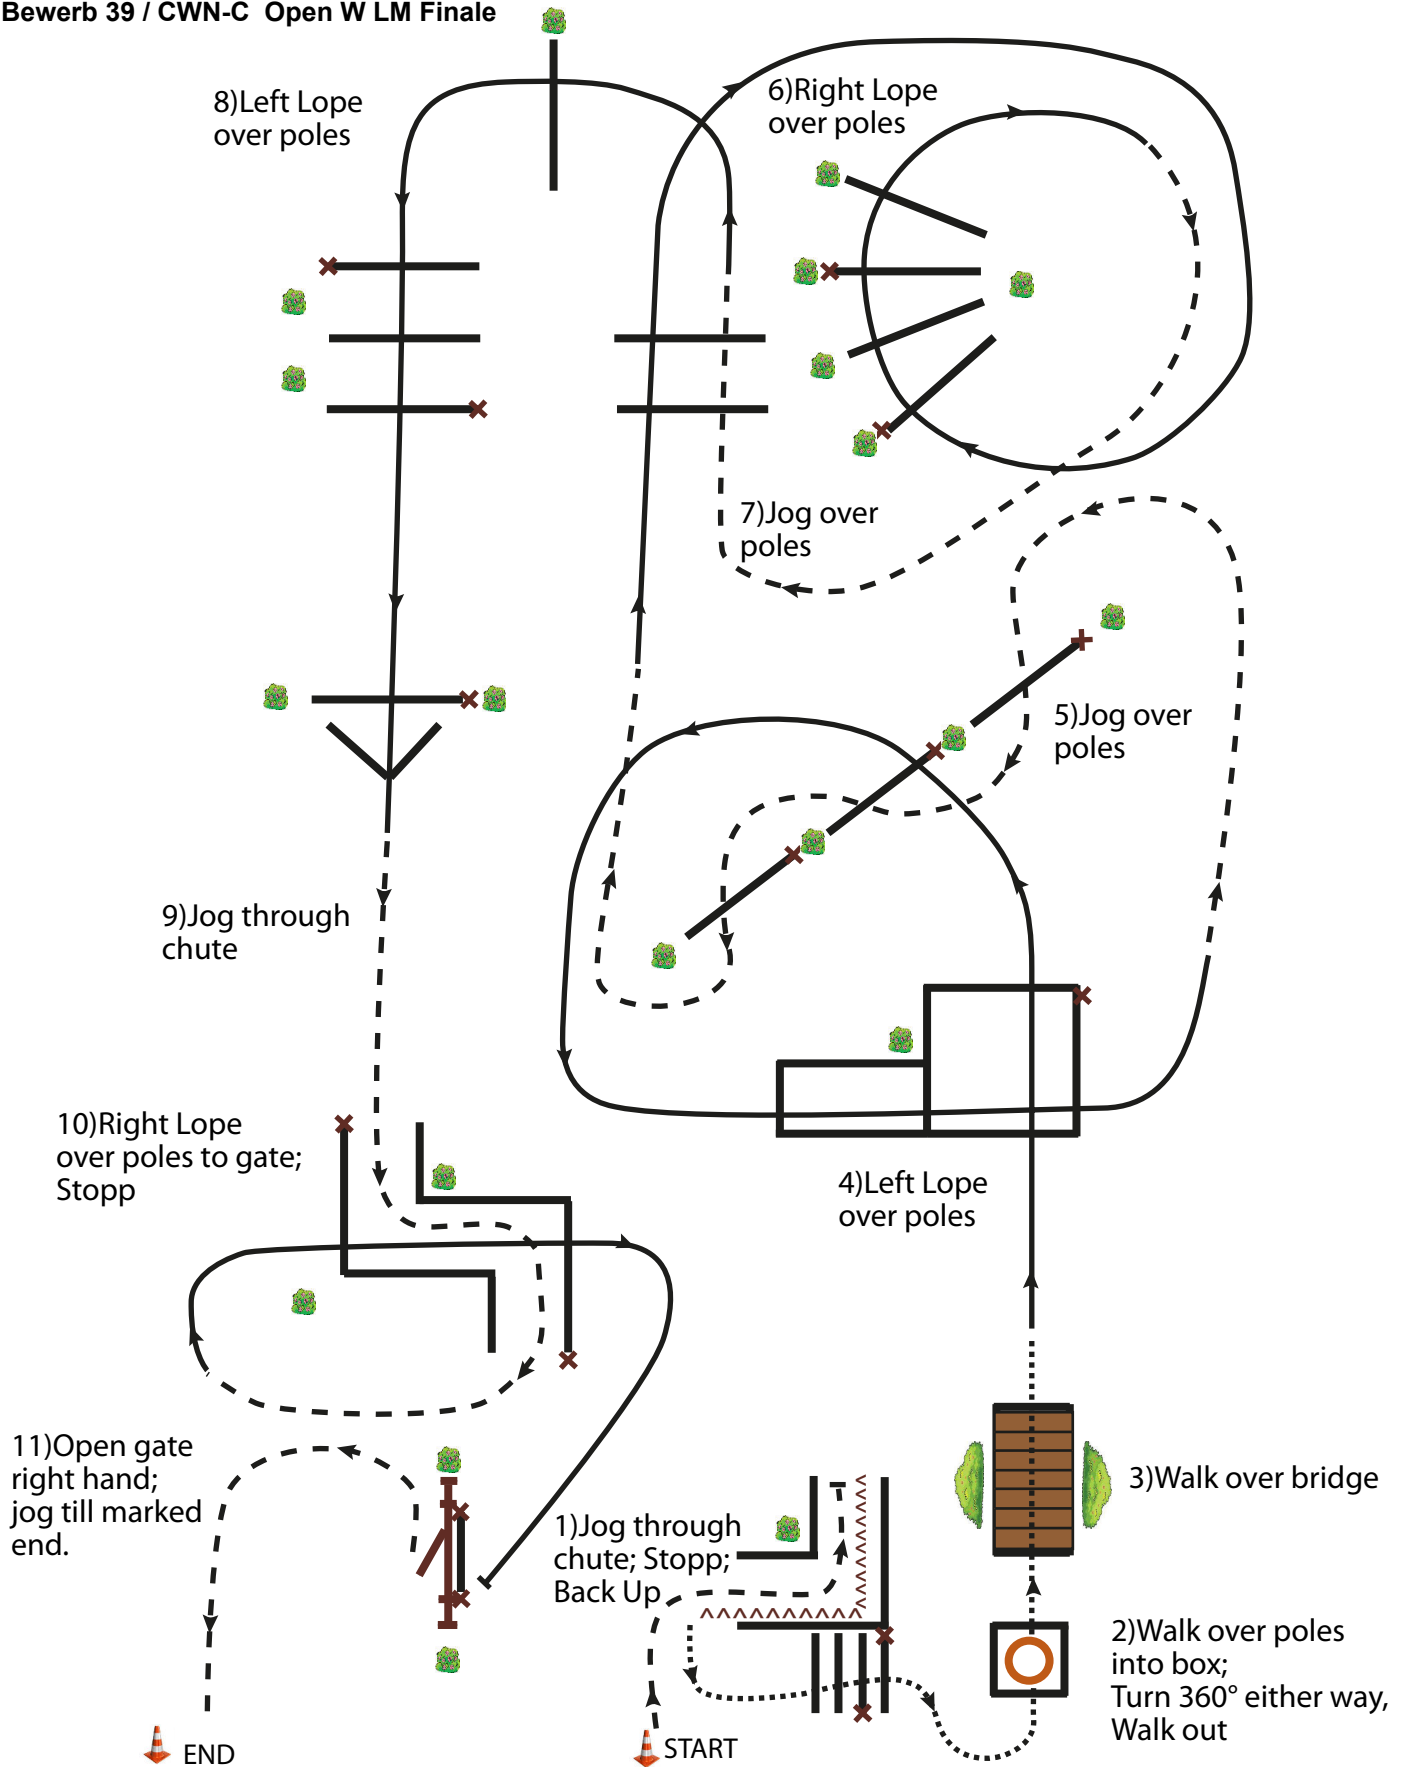 Bewerb 39 / CWN-C  Open W LM Finale
8)Left Lope
over poles
6)Right Lope
over poles
7)Jog over
poles
5)Jog over
poles
9)Jog through
chute
10)Right Lope
over poles to gate;
Stopp
4)Left Lope
over poles
11)Open gate
right hand;
jog till marked
end.
3)Walk over bridge
1)Jog through
chute; Stopp;
Back Up
2)Walk over poles
into box;
Turn 360° either way,
Walk out
END
START